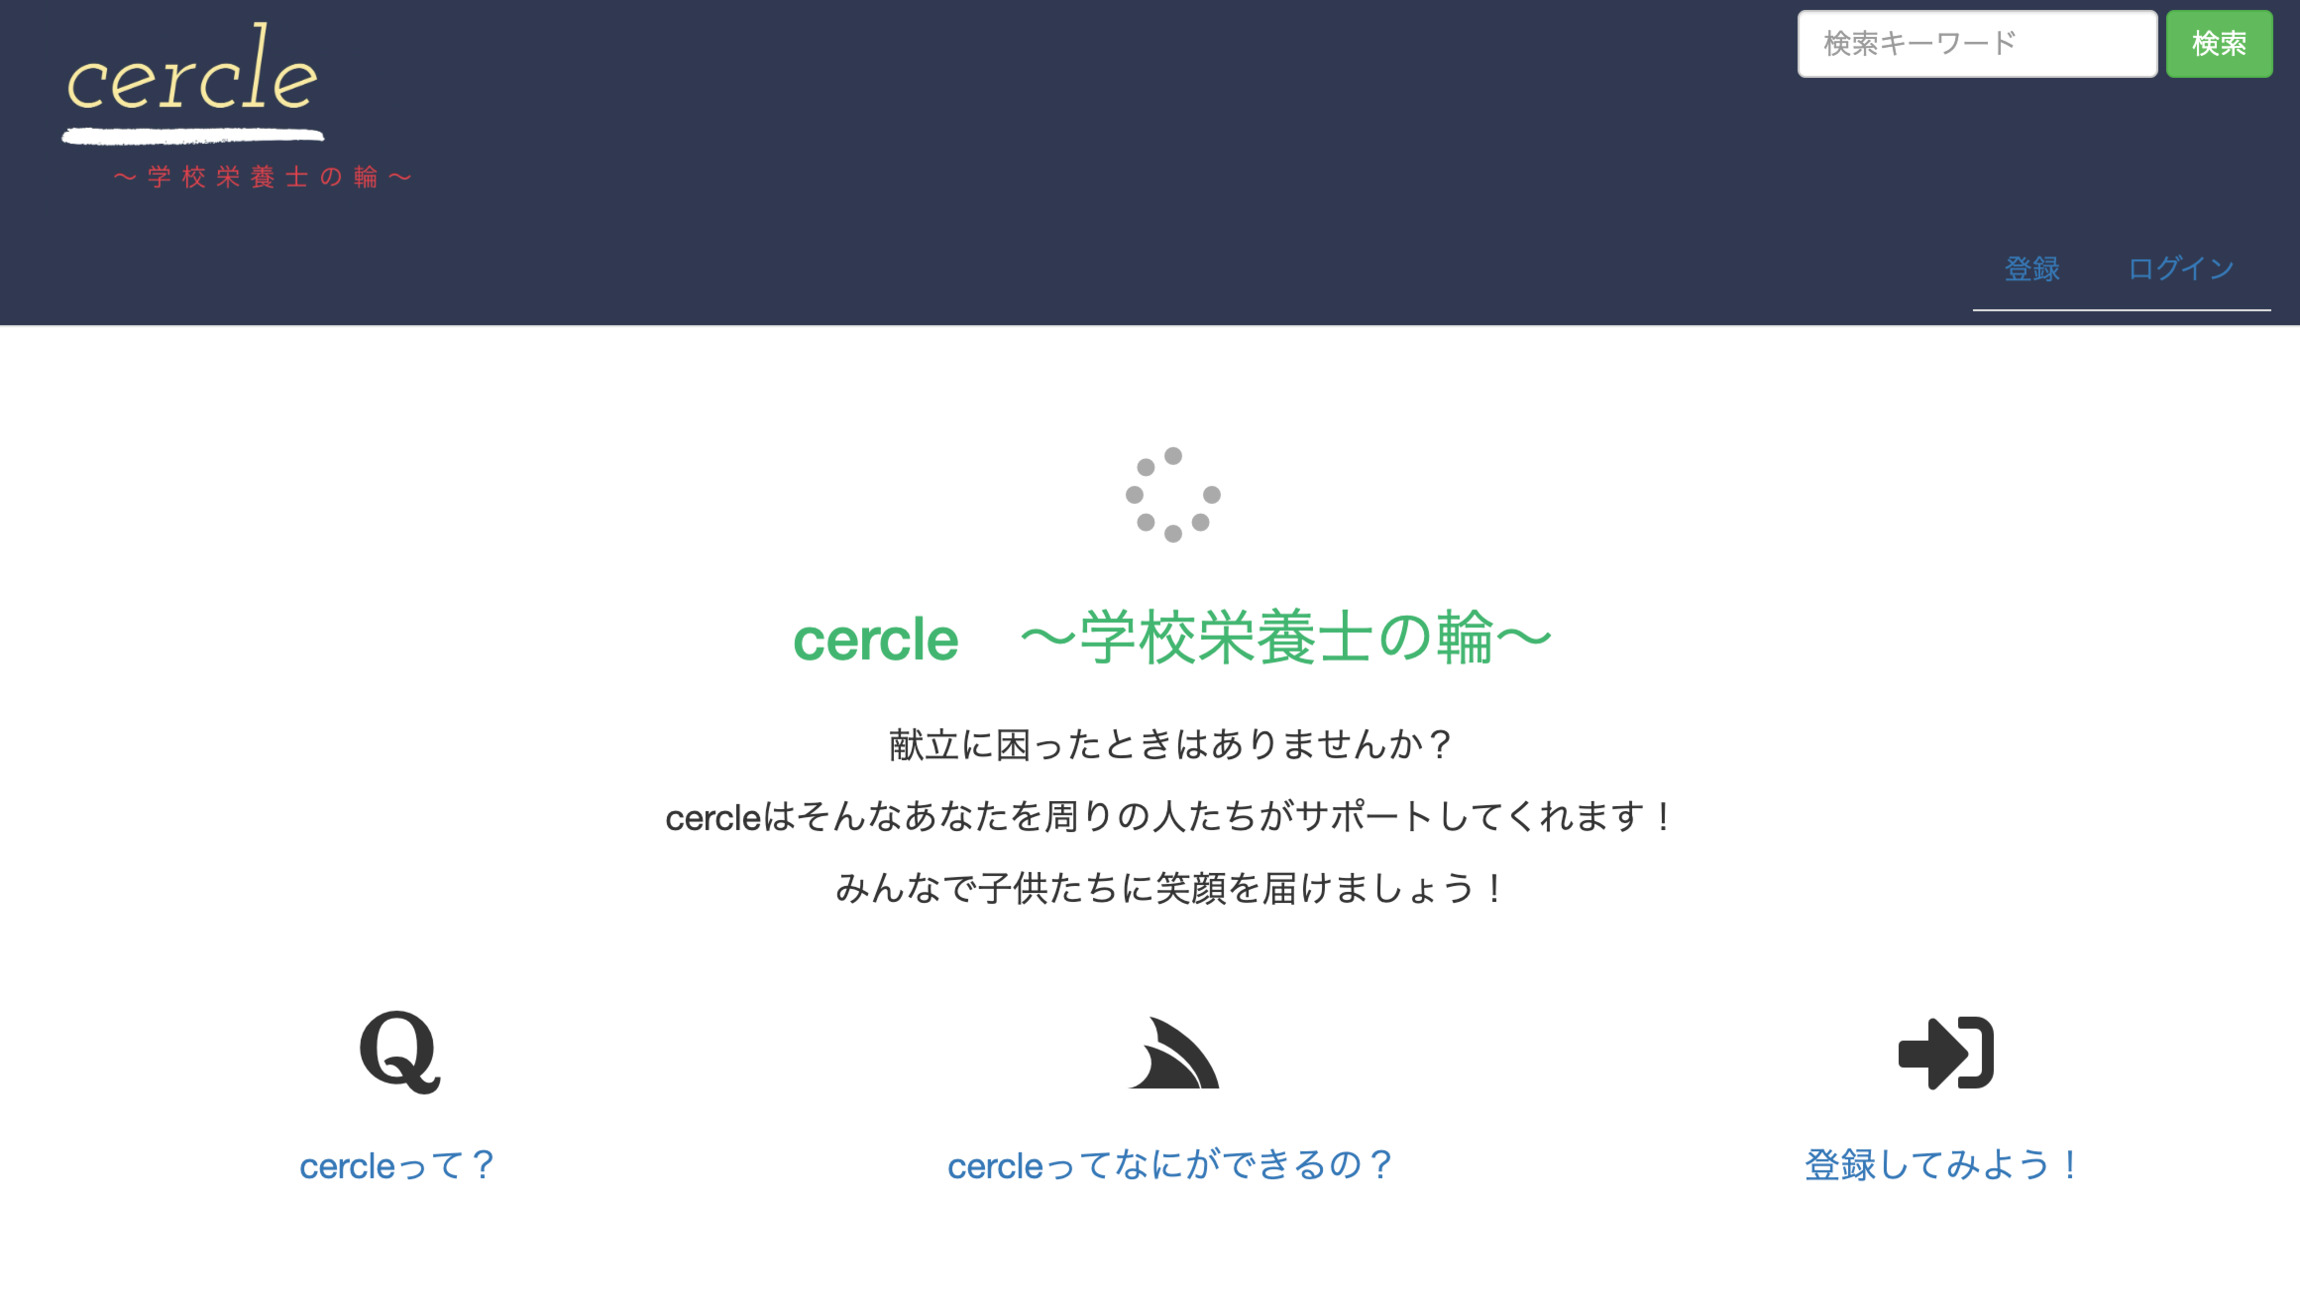 cercle
～学校栄養士の輪～
検索キーワード
検索
登録
ログイン
cercle　～学校栄養士の輪～
献立に困ったときはありませんか？
cercleはそんなあなたを周りの人たちがサポートしてくれます！
みんなで子供たちに笑顔を届けましょう！
cercleって？
cercleってなにができるの？
登録してみよう！